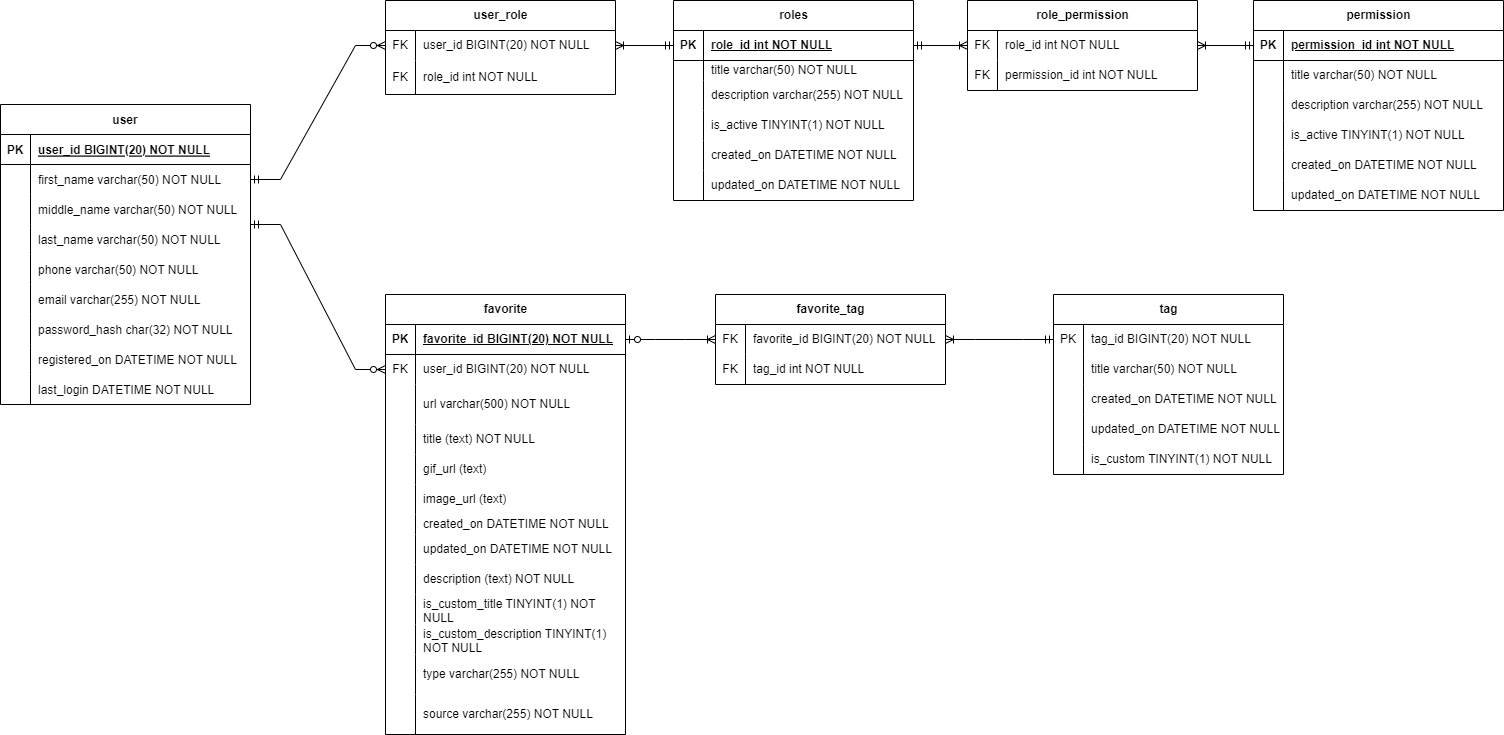 user_role
FK user_id BIGINT(20) NOT NULL
FK role_id int NOT NULL
roles
PK role_id int NOT NULL
title varchar(50) NOT NULL
description varchar(255) NOT NULL
is_active TINYINT(1) NOT NULL
created_on DATETIME NOT NULL
updated_on DATETIME NOT NULL
role_permission
FK role_id int NOT NULL
FK permission_id int NOT NULL
permission
PK permission_id int NOT NULL
title varchar(50) NOT NULL
description varchar(255) NOT NULL
is_active TINYINT(1) NOT NULL
created_on DATETIME NOT NULL
updated_on DATETIME NOT NULL
user
PK user_id BIGINT(20) NOT NULL
first_name varchar(50) NOT NULL
middle_name varchar(50) NOT NULL
last_name varchar(50) NOT NULL
phone varchar(50) NOT NULL
email varchar(255) NOT NULL
password_hash char(32) NOT NULL
registered_on DATETIME NOT NULL
last_login DATETIME NOT NULL
favorite
PK favorite_id BIGINT(20) NOT NULL
FK user_id BIGINT(20) NOT NULL
url varchar(500) NOT NULL
title (text) NOT NULL
gif_url (text)
image_url (text)
created_on DATETIME NOT NULL
updated_on DATETIME NOT NULL
description (text) NOT NULL
is_custom_title TINYINT(1) NOT
NULL
is_custom_description TINYINT(1)
NOT NULL
type varchar(255) NOT NULL
source varchar(255) NOT NULL
favorite_tag
FK favorite_id BIGINT(20) NOT NULL
FK tag_id int NOT NULL
tag
PK tag_id BIGINT(20) NOT NULL
title varchar(50) NOT NULL
created_on DATETIME NOT NULL
updated_on DATETIME NOT NULL
is_custom TINYINT(1) NOT NULL